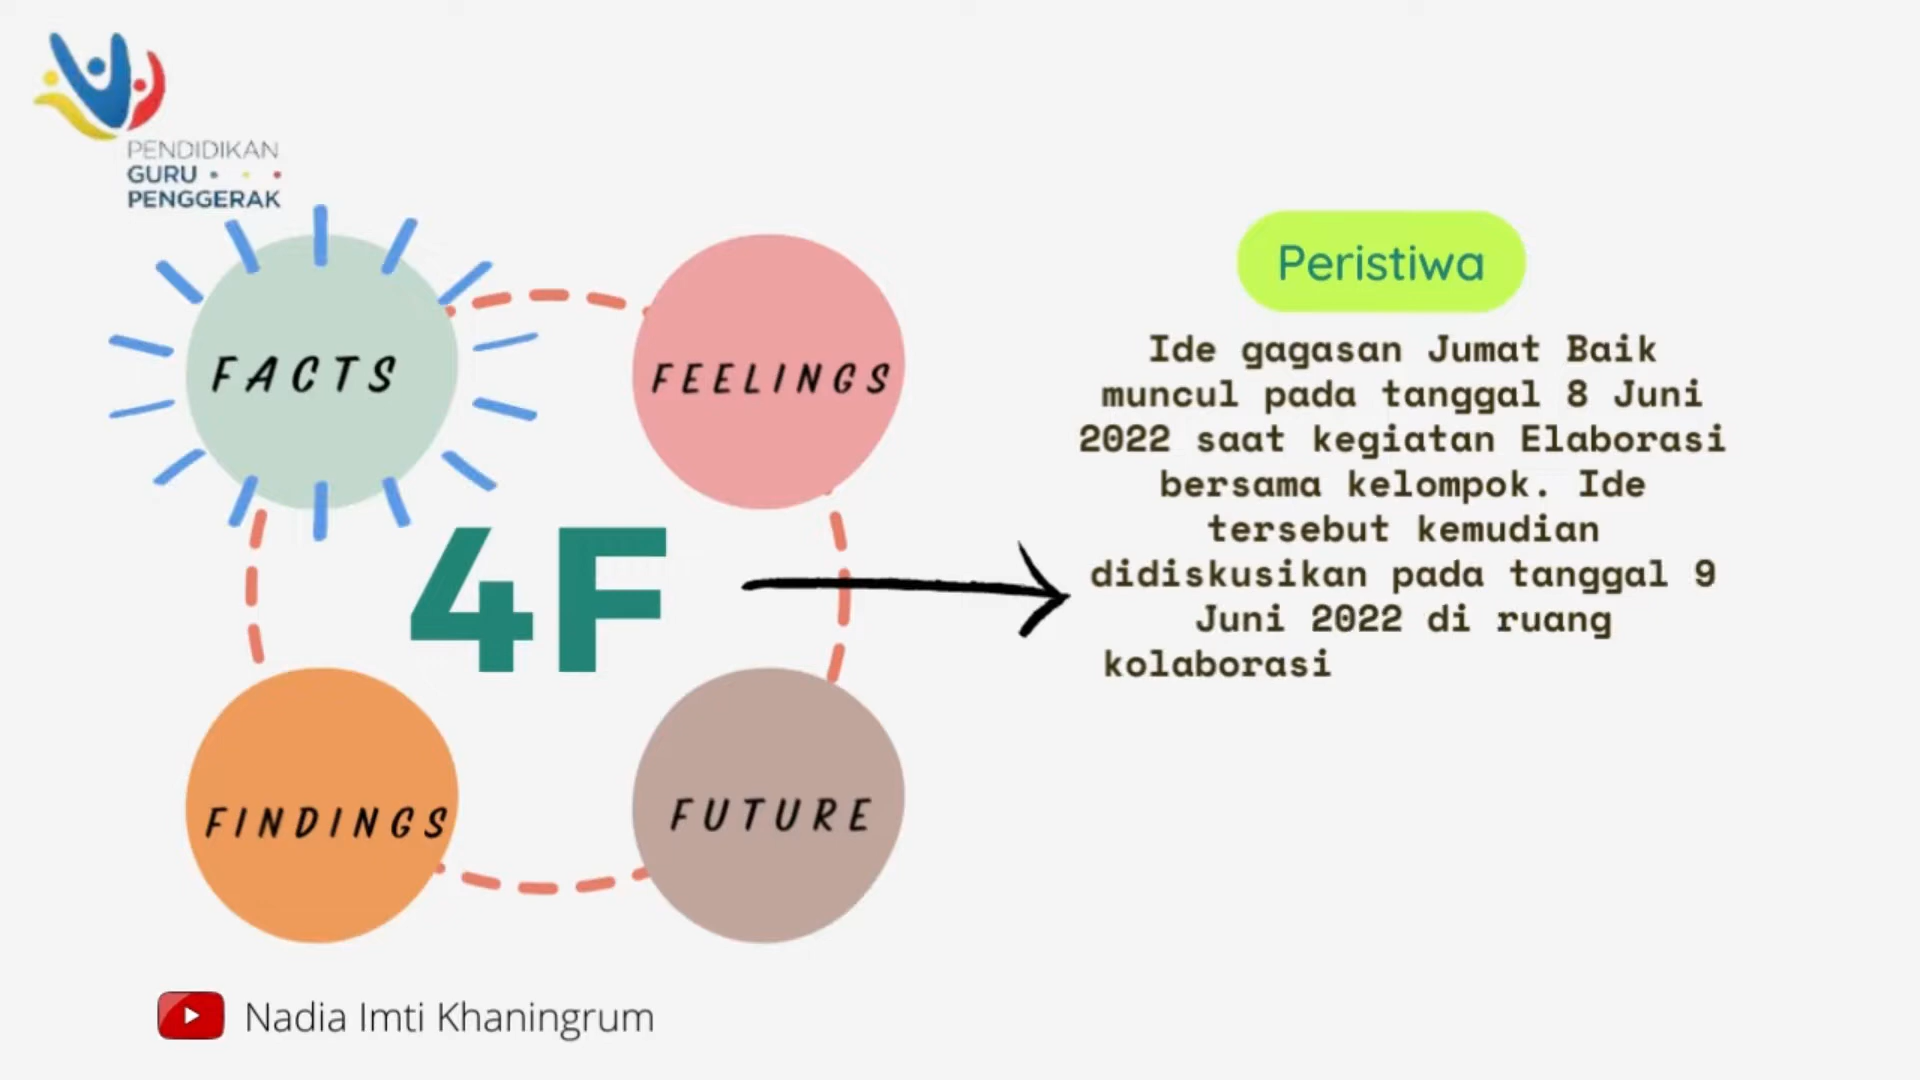 PENDIDIKAN
GURU
PENGGERAK
FACTS
FEELINGS
4F
FINDINGS
FUTURE
Peristiwa
Ide gagasan Jumat Baik
muncul pada tanggal 8 Juni
2022 saat kegiatan Elaborasi
bersama kelompok. Ide
tersebut kemudian
didiskusikan pada tanggal 9
Juni 2022 di ruang
kolaborasi
Nadia Imti Khaningrum